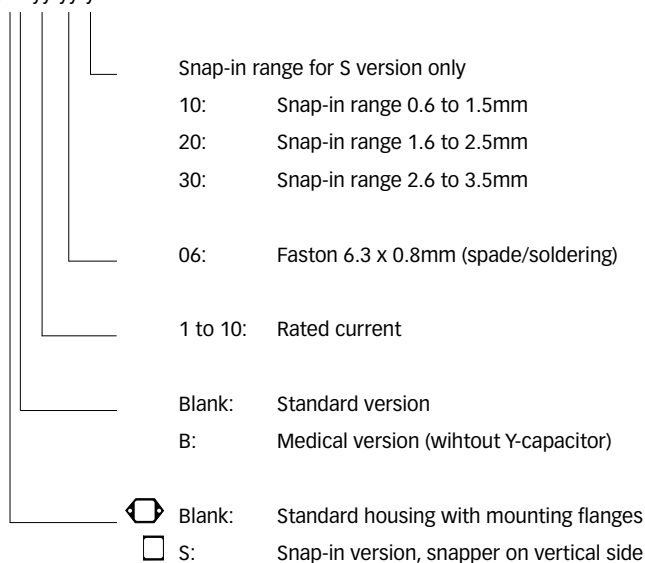 Snap-in range for S version only
10: Snap-in range 0.6 to 1.5mm
20: Snap-in range 1.6 to 2.5mm
30: Snap-in range 2.6 to 3.5mm
06: Faston 6.3 x 0.8mm (spade/soldering)
1 to 10: Rated current
Blank: Standard version
B: Medical version (wihtout Y-capacitor)
Blank: Standard housing with mounting flanges
S: Snap-in version, snapper on vertical side